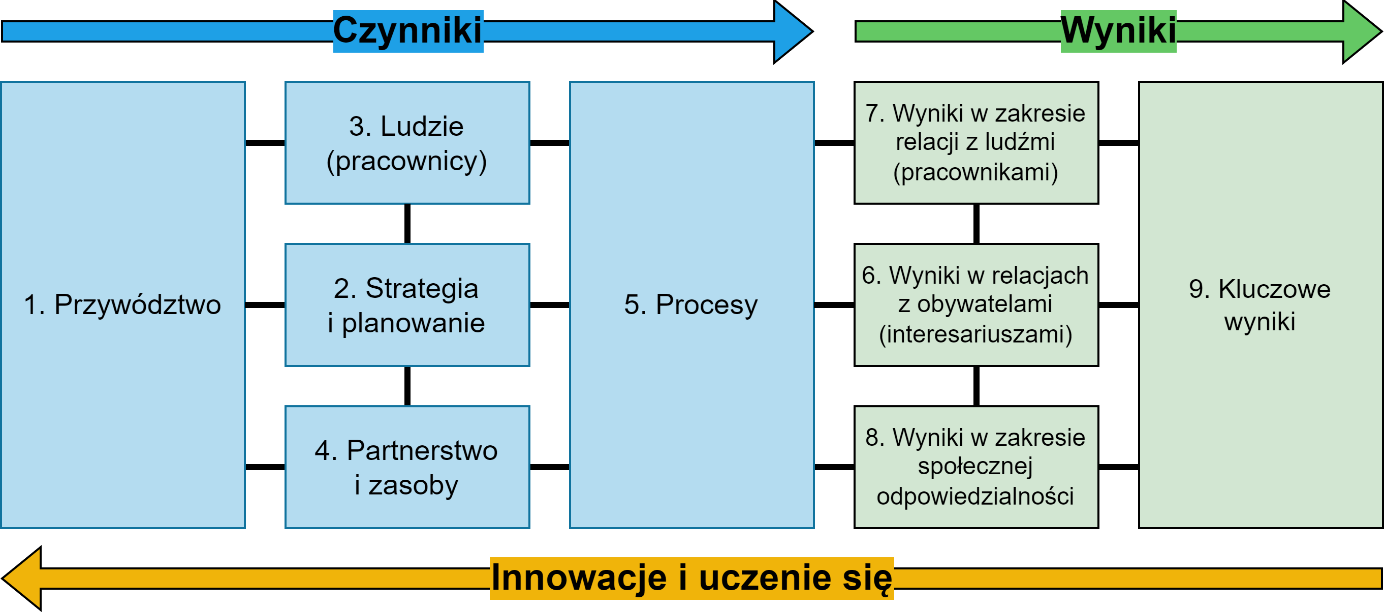 Czynniki
Wyniki
1. Przywództwo
3. Ludzie
(pracownicy)
2. Strategia
i planowanie
4. Partnerstwo
i zasoby
5. Procesy
7. Wyniki w zakresie
relacji z ludźmi
(pracownikami)
6. Wyniki w relacjach
z obywatelami
(interesariuszami)
8. Wyniki w zakresie
społecznej
odpowiedzialności
9. Kluczowe
wyniki
Innowacje i uczenie się